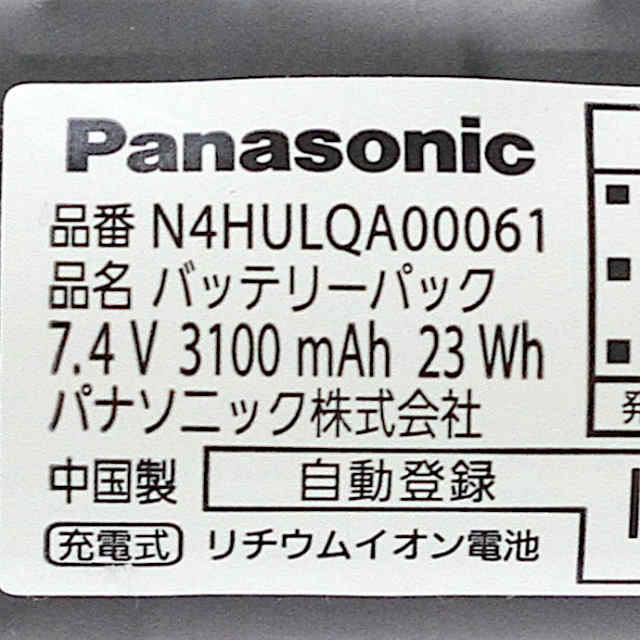 Panasonic
品番 N4HULQA00061
品名 バッテリーパック
7.4 V 3100 mAh 23 Wh
パナソニック株式会社
中国製 自動登録
充電式 リチウムイオン電池